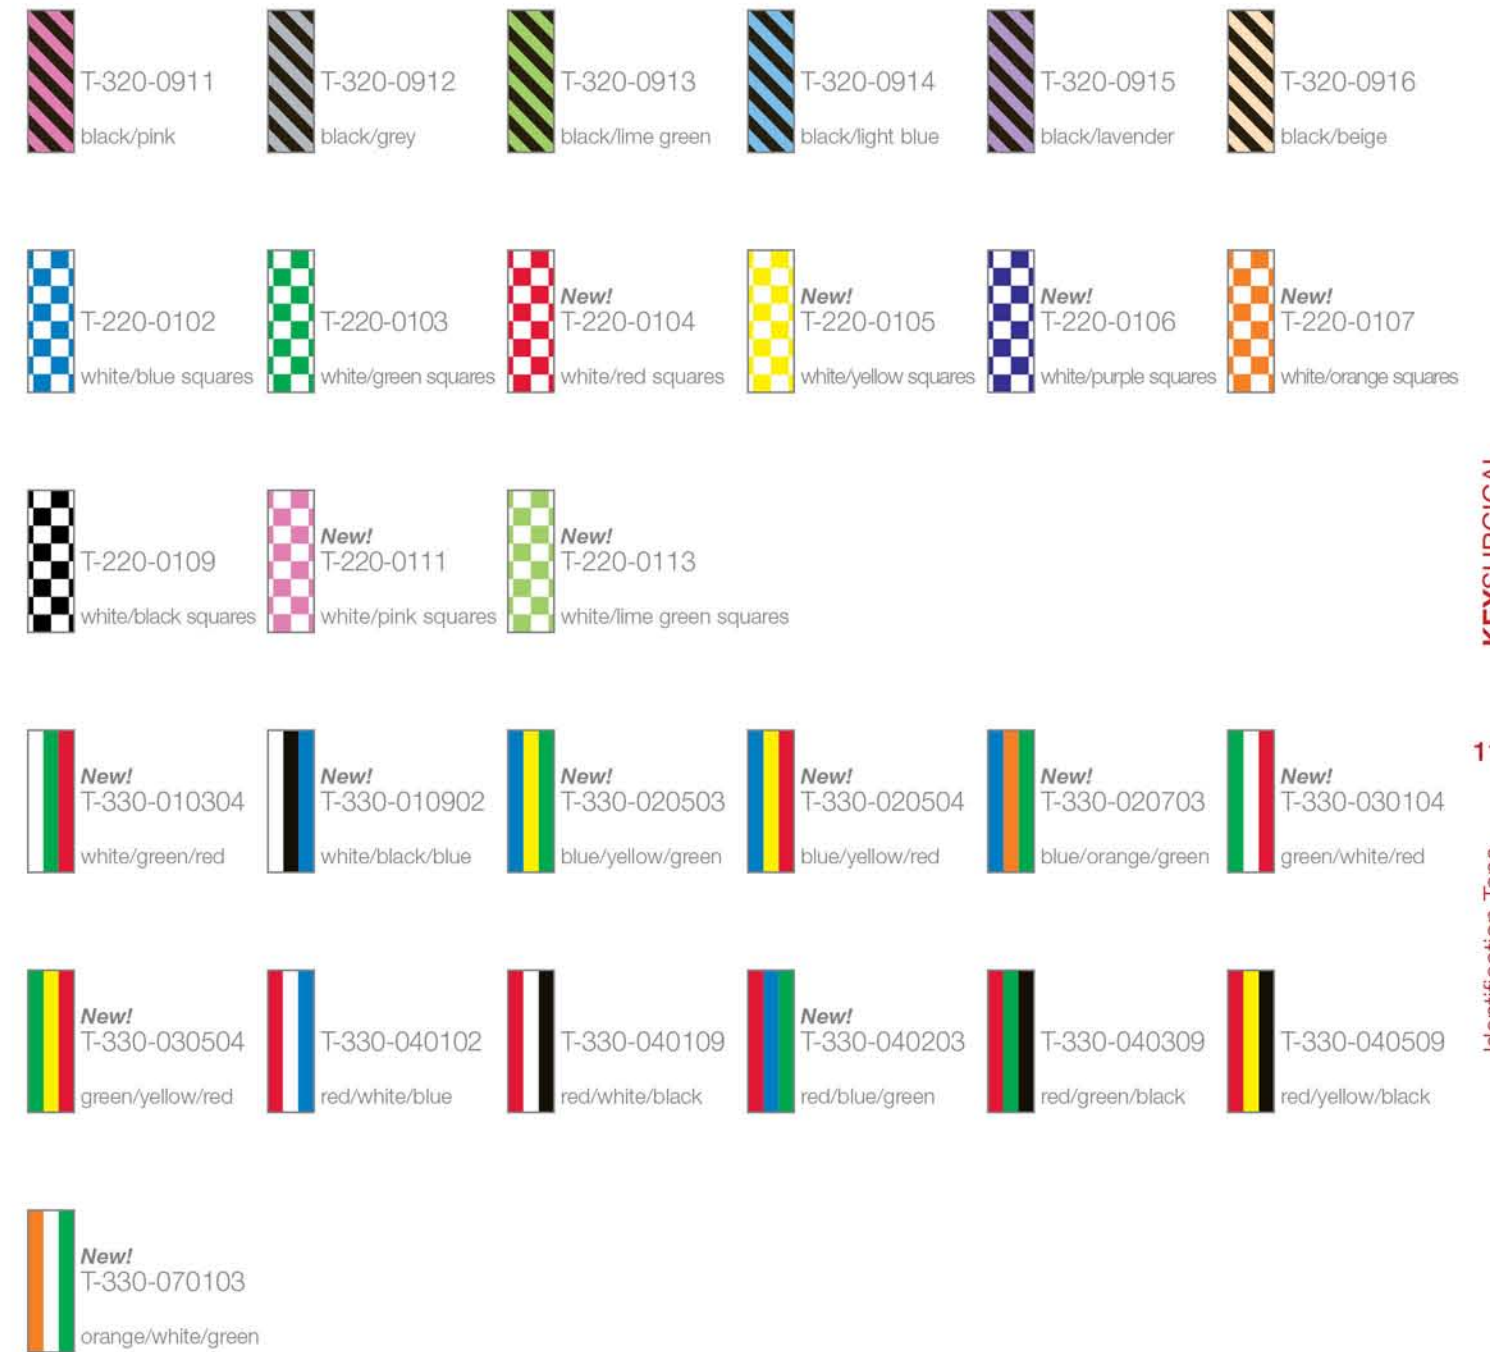 T-320-0911
black/pink
T-320-0912
black/grey
T-320-0913
black/lime green
T-320-0914
black/light blue
T-320-0915
black/lavender
T-320-0916
black/beige
T-220-0102
white/blue squares
T-220-0103
white/green squares
New!
T-220-0104
white/red squares
New!
T-220-0105
white/yellow squares
New!
T-220-0106
white/purple squares
New!
T-220-0107
white/orange squares
T-220-0109
white/black squares
New!
T-220-0111
white/pink squares
New!
T-220-0113
white/lime green squares
New!
T-330-010304
white/green/red
New!
T-330-010902
white/black/blue
New!
T-330-020503
blue/yellow/green
New!
T-330-020504
blue/yellow/red
New!
T-330-020703
blue/orange/green
New!
T-330-030104
green/white/red
New!
T-330-030504
green/yellow/red
T-330-040102
red/white/blue
T-330-040109
red/white/black
New!
T-330-040203
red/blue/green
T-330-040309
red/green/black
T-330-040509
red/yellow/black
New!
T-330-070103
orange/white/green
KEYSURGICAL